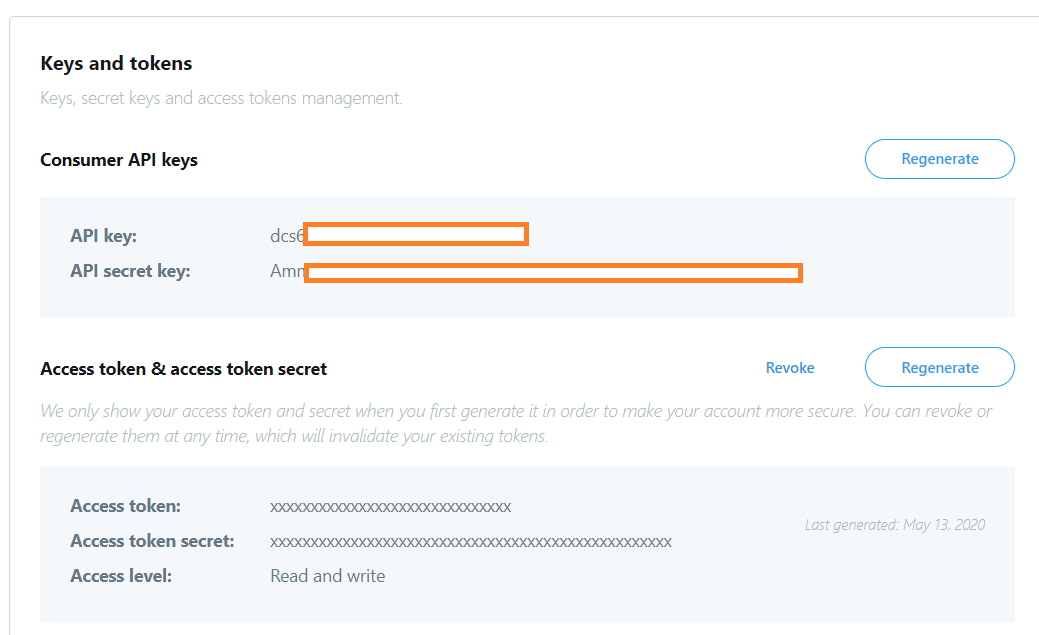 Keys and tokens
Keys, secret keys and access tokens management.
Consumer API keys
Regenerate
API key: dcs6
API secret key: Am
Access token & access token secret
Revoke
Regenerate
We only show your access token and secret when you first generate it in order to make your account more secure. You can revoke or
regenerate them at any time, which will invalidate your existing tokens.
Access token: xxxxxxxxxxxxxxxxxxxxxxxxxxxxxx
Last generated: May 13, 2020
Access token secret: xxxxxxxxxxxxxxxxxxxxxxxxxxxxxxxxxxxxxxxxxxxxxxxxxx
Access level: Read and write